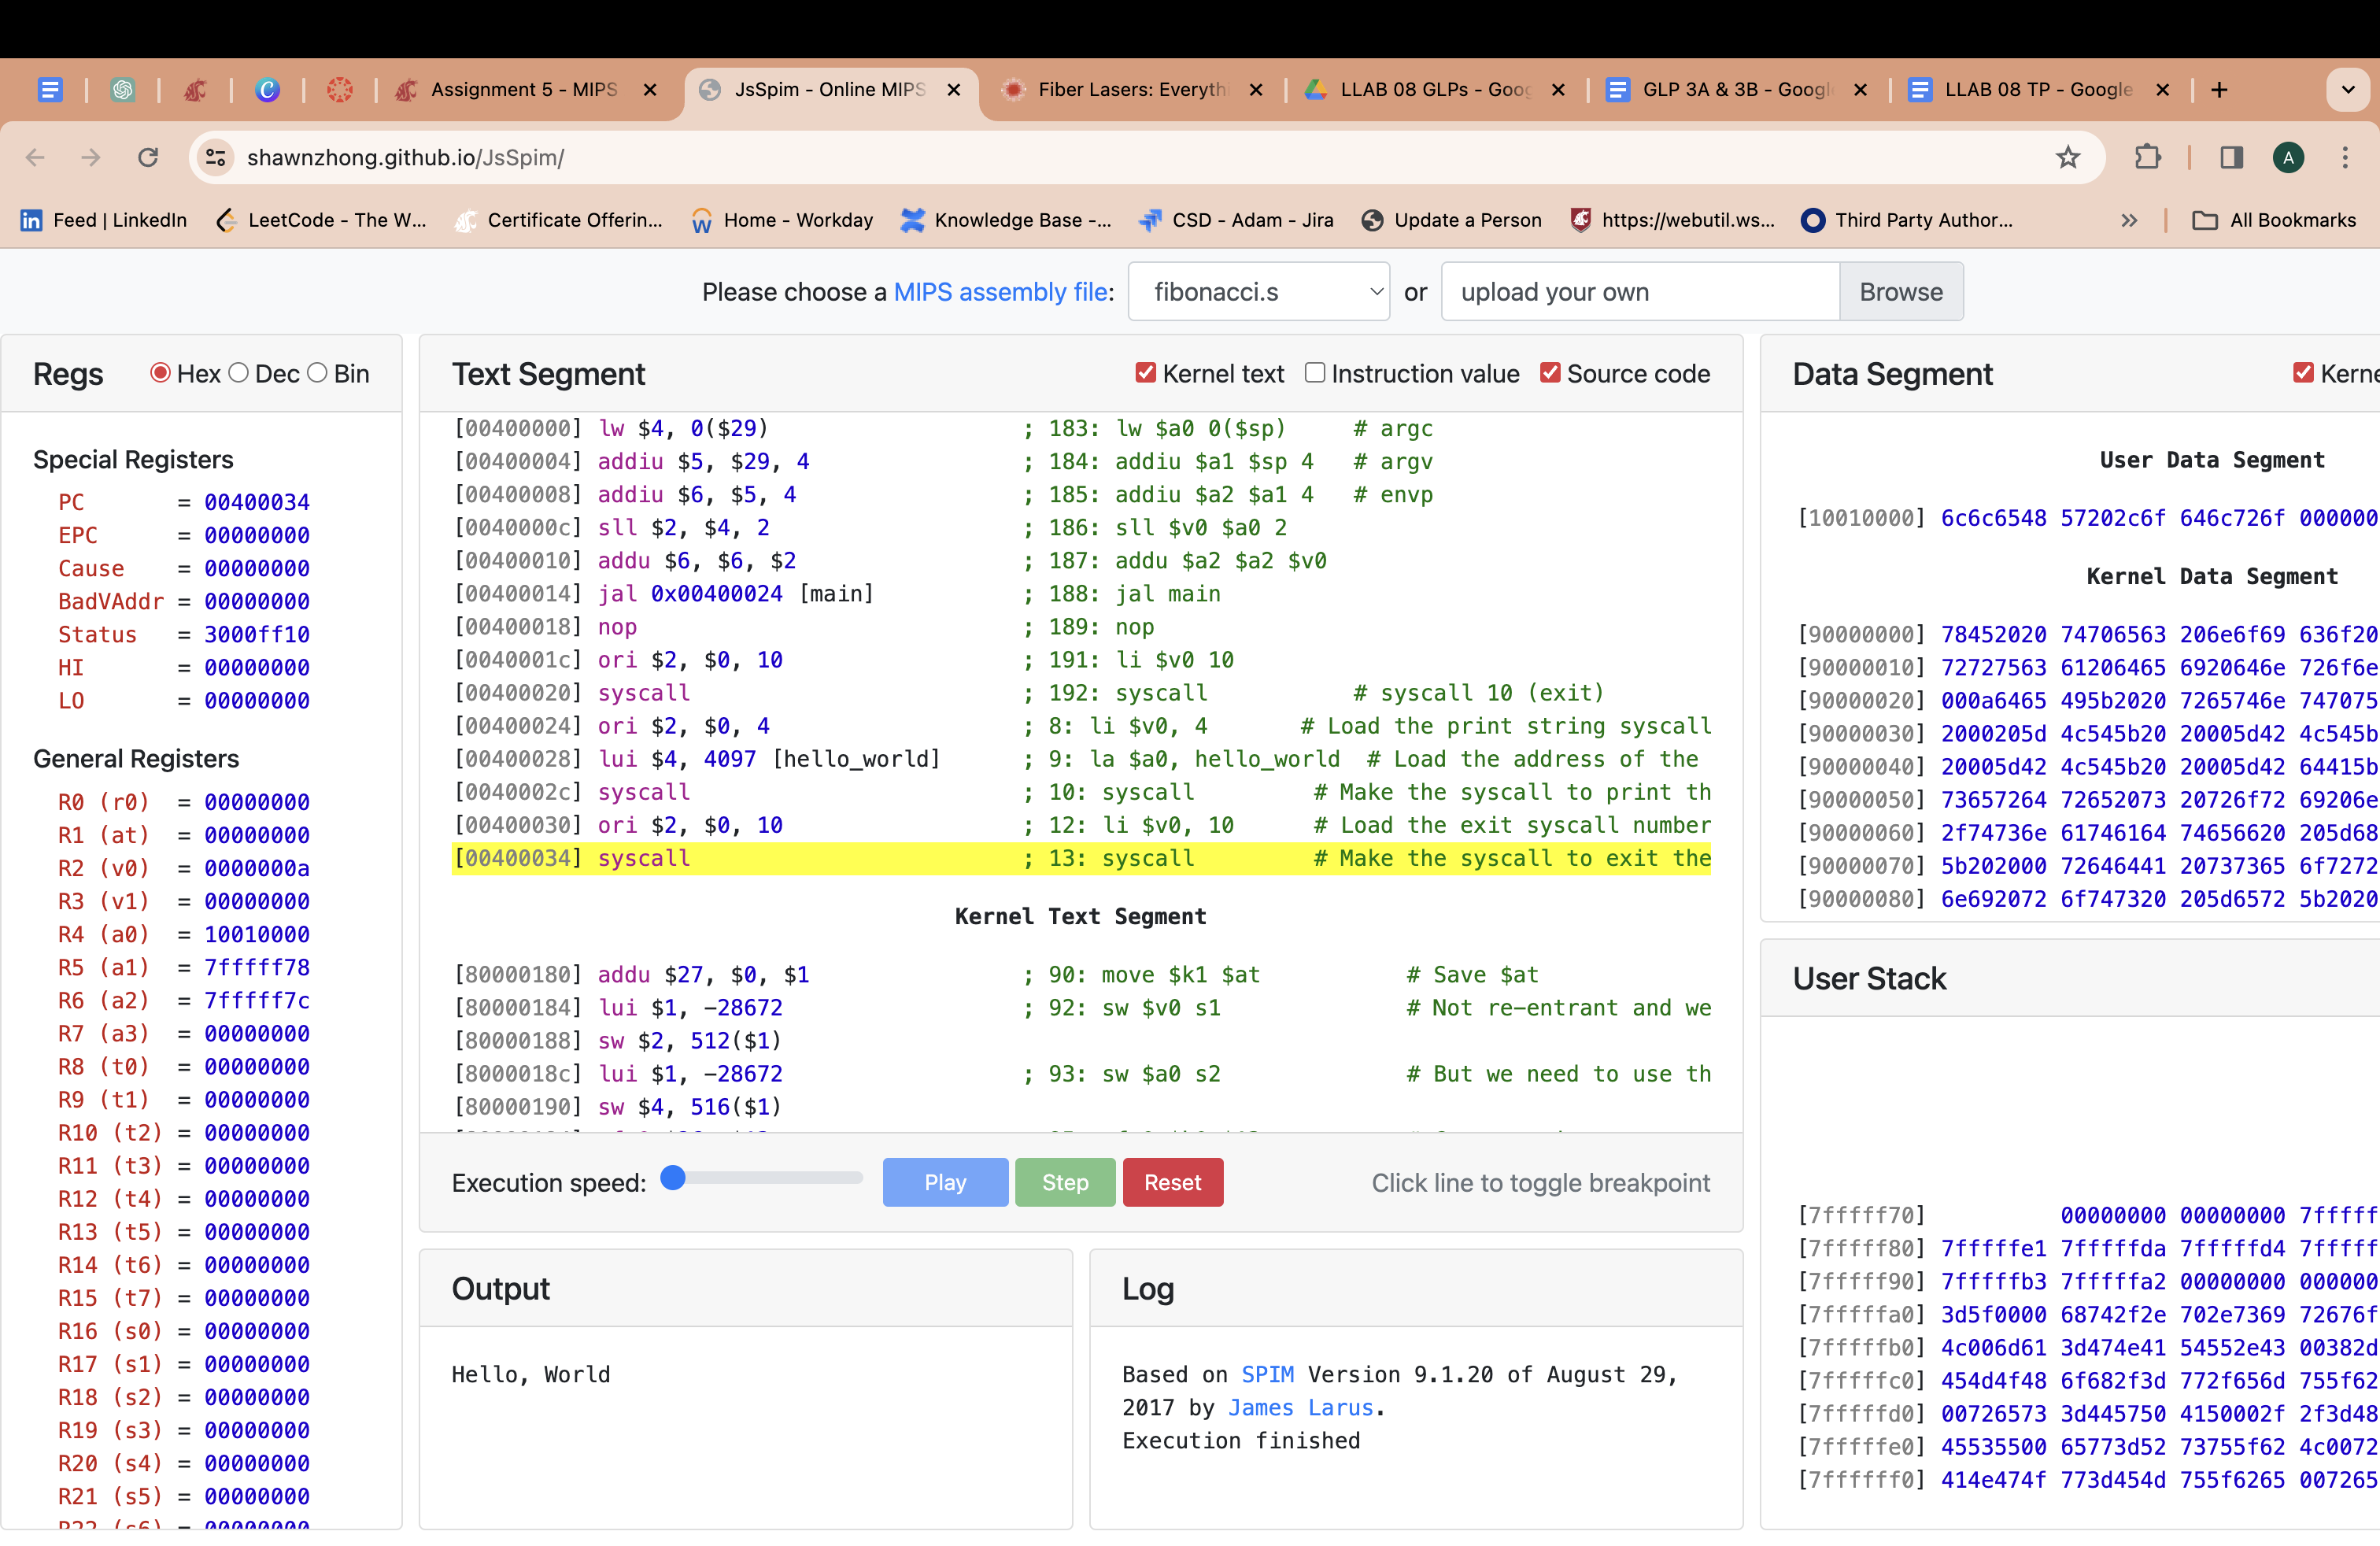 Assignment 5 - MIPS
JsSpim - Online MIPS
Fiber Lasers: Everythi
LLAB 08 GLPs - Goog
GLP 3A & 3B - Googl
LLAB 08 TP - Google
shawnzhong.github.io/JsSpim/
A
Feed | LinkedIn
LeetCode - The W...
Certificate Offerin...
Home - Workday
Knowledge Base -...
CSD - Adam - Jira
Update a Person
https://webutil.ws...
Third Party Author...
All Bookmarks
Please choose a MIPS assembly file: fibonacci.s or upload your own Browse
Regs Hex Dec Bin
Special Registers
PC = 00400034
EPC = 00000000
Cause = 00000000
BadVAddr = 00000000
Status = 3000ff10
HI = 00000000
LO = 00000000
General Registers
R0 (r0) = 00000000
R1 (at) = 00000000
R2 (v0) = 0000000a
R3 (v1) = 00000000
R4 (a0) = 10010000
R5 (a1) = 7fffff78
R6 (a2) = 7fffff7c
R7 (a3) = 00000000
R8 (t0) = 00000000
R9 (t1) = 00000000
R10 (t2) = 00000000
R11 (t3) = 00000000
R12 (t4) = 00000000
R13 (t5) = 00000000
R14 (t6) = 00000000
R15 (t7) = 00000000
R16 (s0) = 00000000
R17 (s1) = 00000000
R18 (s2) = 00000000
R19 (s3) = 00000000
R20 (s4) = 00000000
R21 (s5) = 00000000
Text Segment Kernel text Instruction value Source code
[00400000] lw $4, 0($29) ; 183: lw $a0 0($sp) # argc
[00400004] addiu $5, $29, 4 ; 184: addiu $a1 $sp 4 # argv
[00400008] addiu $6, $5, 4 ; 185: addiu $a2 $a1 4 # envp
[0040000c] sll $2, $4, 2 ; 186: sll $v0 $a0 2
[00400010] addu $6, $6, $2 ; 187: addu $a2 $a2 $v0
[00400014] jal 0x00400024 [main] ; 188: jal main
[00400018] nop ; 189: nop
[0040001c] ori $2, $0, 10 ; 191: li $v0 10
[00400020] syscall ; 192: syscall # syscall 10 (exit)
[00400024] ori $2, $0, 4 ; 8: li $v0, 4 # Load the print string syscall
[00400028] lui $4, 4097 [hello_world] ; 9: la $a0, hello_world # Load the address of the
[0040002c] syscall ; 10: syscall # Make the syscall to print th
[00400030] ori $2, $0, 10 ; 12: li $v0, 10 # Load the exit syscall number
[00400034] syscall ; 13: syscall # Make the syscall to exit the
Kernel Text Segment
[80000180] addu $27, $0, $1 ; 90: move $k1 $at # Save $at
[80000184] lui $1, -28672 ; 92: sw $v0 s1 # Not re-entrant and we
[80000188] sw $2, 512($1)
[8000018c] lui $1, -28672 ; 93: sw $a0 s2 # But we need to use th
[80000190] sw $4, 516($1)
Execution speed: Play Step Reset Click line to toggle breakpoint
Output
Hello, World
Log
Based on SPIM Version 9.1.20 of August 29,
2017 by James Larus.
Execution finished
Data Segment Kerne
User Data Segment
[10010000] 6c6c6548 57202c6f 646c726f 000000
Kernel Data Segment
[90000000] 78452020 74706563 206e6f69 636f20
[90000010] 72727563 61206465 6920646e 726f6e
[90000020] 000a6465 495b2020 7265746e 747075
[90000030] 2000205d 4c545b20 20005d42 4c545b
[90000040] 20005d42 4c545b20 20005d42 64415b
[90000050] 73657264 72652073 20726f72 69206e
[90000060] 2f74736e 61746164 74656620 205d68
[90000070] 5b202000 72646441 20737365 6f7272
[90000080] 6e692072 6f747320 205d6572 5b2020
User Stack
[7fffff70] 00000000 00000000 7fffff
[7fffff80] 7fffffe1 7fffffda 7fffffd4 7fffff
[7fffff90] 7fffffb3 7fffffa2 00000000 000000
[7fffffa0] 3d5f0000 68742f2e 702e7369 72676f
[7fffffb0] 4c006d61 3d474e41 54552e43 00382d
[7fffffc0] 454d4f48 6f682f3d 772f656d 755f62
[7fffffd0] 00726573 3d445750 4150002f 2f3d48
[7fffffe0] 45535500 65773d52 73755f62 4c0072
[7ffffff0] 414e474f 773d454d 755f6265 007265